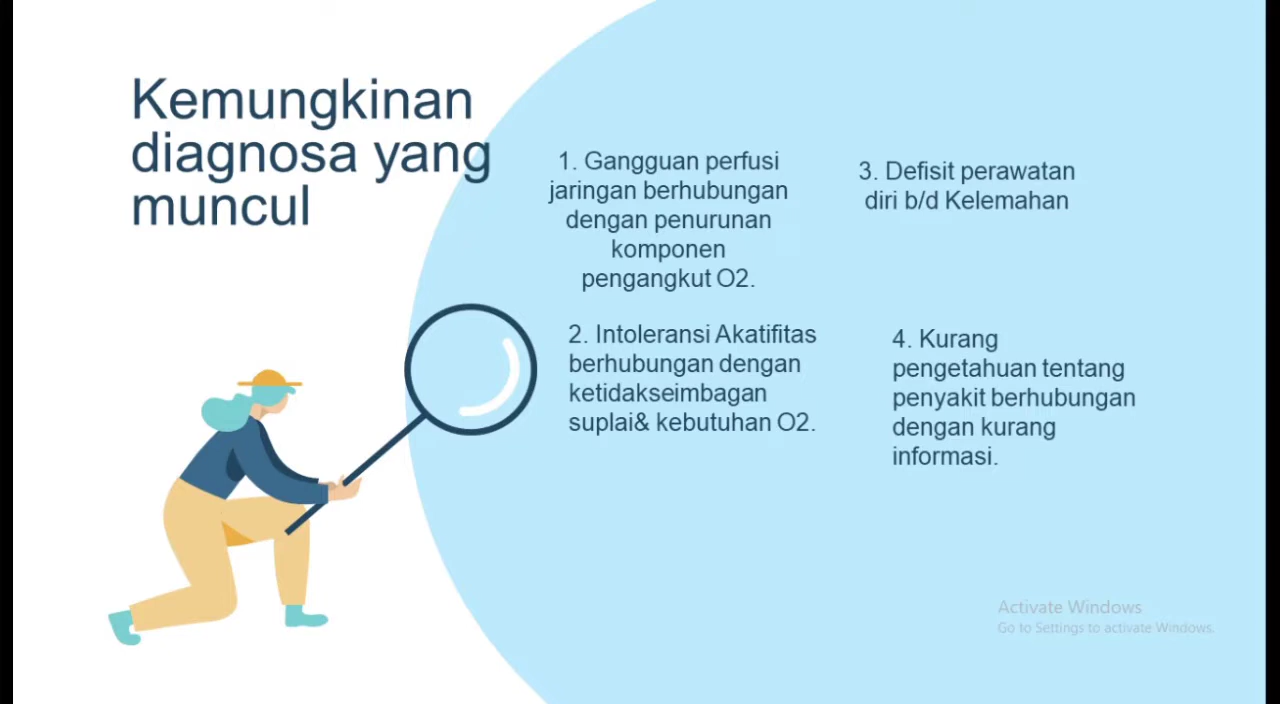 Kemungkinan
diagnosa yang
muncul
1. Gangguan perfusi
jaringan berhubungan
dengan penurunan
komponen
pengangkut O2.
2. Intoleransi Akatifitas
berhubungan dengan
ketidakseimbagan
suplai& kebutuhan O2.
3. Defisit perawatan
diri b/d Kelemahan
4. Kurang
pengetahuan tentang
penyakit berhubungan
dengan kurang
informasi.
Activate Windows
Go to Settings to activate Windows.